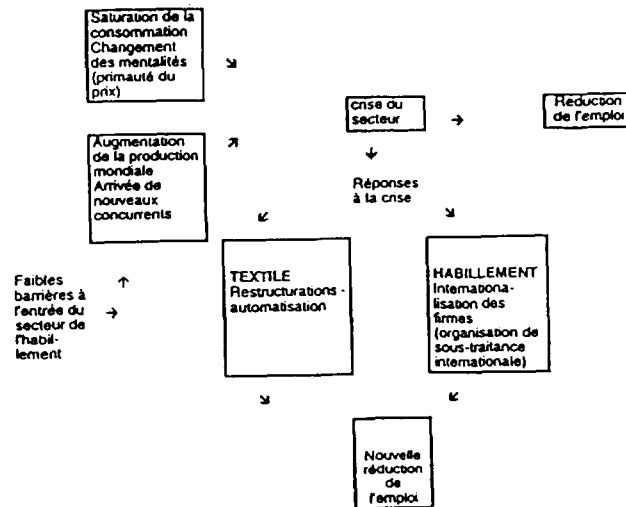 Saturation de la
consommation
Changement
des mentalités
(primauté du
prix)
crise du
secteur
Réduction
de l'emploi
Augmentation
de la production
mondiale
Arrivée de
nouveaux
concurrents
Réponses
à la crise
Faibles
barrières à
l'entrée du
secteur de
l'habil-
lement
TEXTILE
Restructurations -
automatisation
HABILLEMENT
Internationa-
lisation des
firmes
(organisation de
sous-traitance
internationale)
Nouvelle
réduction
de
l'emploi